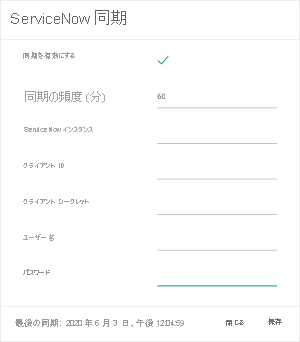 ServiceNow 同期
同期を有効にする
同期の頻度 (分)
60
ServiceNow インスタンス
クライアント ID
クライアント シークレット
ユーザー名
パスワード
最後の同期: 2020 年 6 月 3 日、午後 12:04:59
閉じる
保存